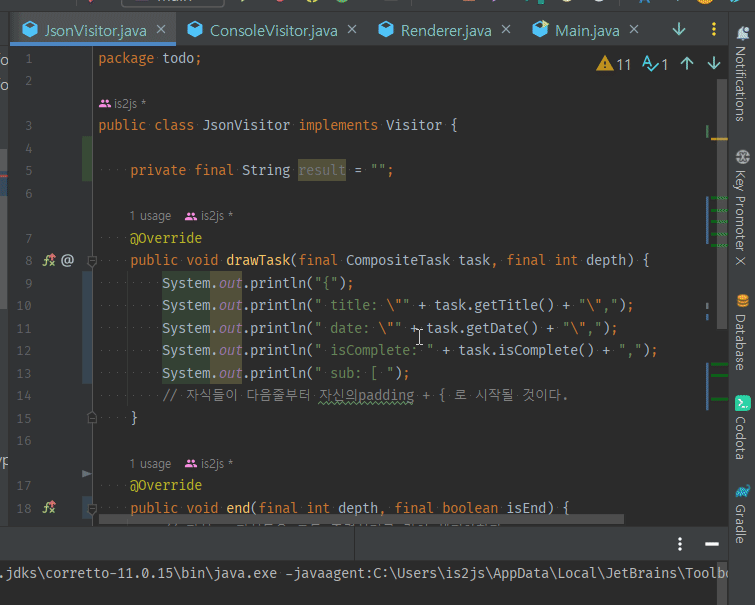 JsonVisitor.java
ConsoleVisitor.java
Renderer.java
Main.java
11 1
1 package todo;
2
is2js *
3 public class JsonVisitor implements Visitor {
4
5 private final String result = "";
6
1 usage is2js *
7 @Override
8 public void drawTask(final CompositeTask task, final int depth) {
9 System.out.println("{");
10 System.out.println(" title: \"" + task.getTitle() + "\",");
11 System.out.println(" date: \"" + task.getDate() + "\",");
12 System.out.println(" isComplete: " + task.isComplete() + ",");
13 System.out.println(" sub: [ ");
14 // 자식들이 다음줄부터 자신의padding + { 로 시작될 것이다.
15 }
16
1 usage is2js *
17 @Override
18 public void end(final int depth, final boolean isEnd) {
.jdks\corretto-11.0.15\bin\java.exe -javaagent:C:\Users\is2js\AppData\Local\JetBrains\Toolbo
Notifications
Key Promoter X
Database
Codota
Gradle